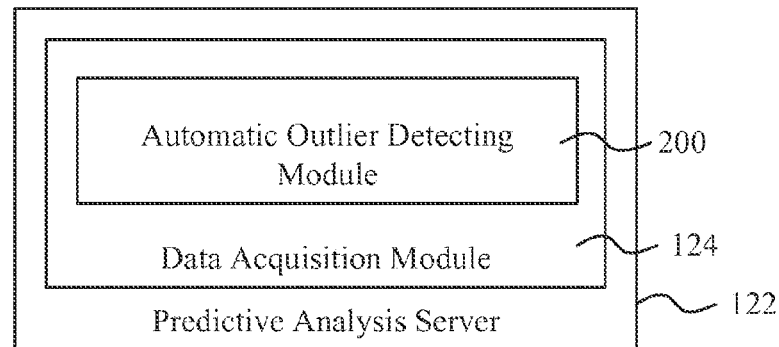 Automatic Outlier Detecting
Module
200
Data Acquisition Module
124
Predictive Analysis Server
122